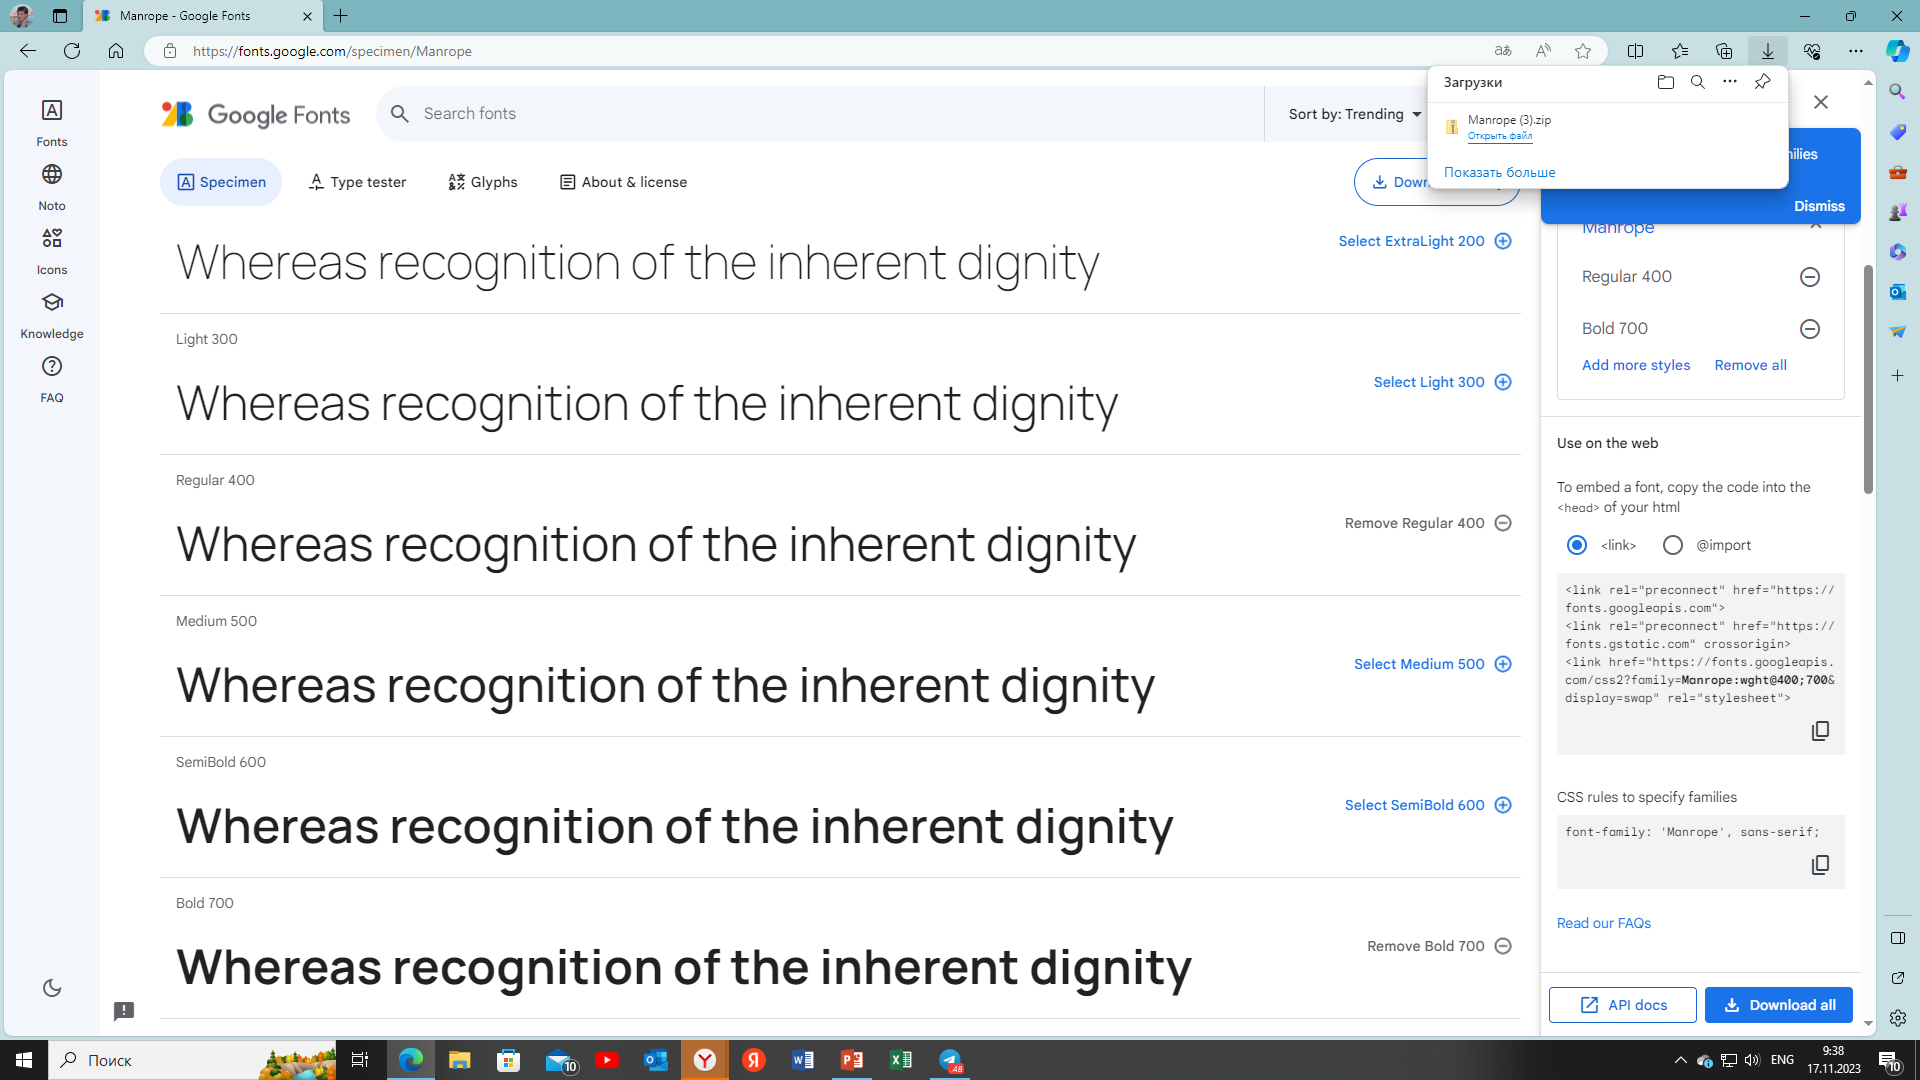 Manrope - Google Fonts
https://fonts.google.com/specimen/Manrope
Загрузки
Manrope (3).zip
Открыть файл
Показать больше
Fonts
Noto
Icons
Knowledge
FAQ
Google Fonts
Search fonts
Sort by: Trending
Specimen
Type tester
Glyphs
About & license
Whereas recognition of the inherent dignity
Select ExtraLight 200
Light 300
Whereas recognition of the inherent dignity
Select Light 300
Regular 400
Whereas recognition of the inherent dignity
Remove Regular 400
Medium 500
Whereas recognition of the inherent dignity
Select Medium 500
SemiBold 600
Whereas recognition of the inherent dignity
Select SemiBold 600
Bold 700
Whereas recognition of the inherent dignity
Remove Bold 700
Dismiss
Manrope
Regular 400
Bold 700
Add more styles Remove all
Use on the web
To embed a font, copy the code into the
<head> of your html
<link> @import
<link rel="preconnect" href="https://
fonts.googleapis.com">
<link rel="preconnect" href="https://
fonts.gstatic.com" crossorigin>
<link href="https://fonts.googleapis.
com/css2?family=Manrope:wght@400;700&
display=swap" rel="stylesheet">
CSS rules to specify families
font-family: 'Manrope', sans-serif;
Read our FAQs
API docs
Download all
Поиск
10
48
ENG
9:38
17.11.2023
10